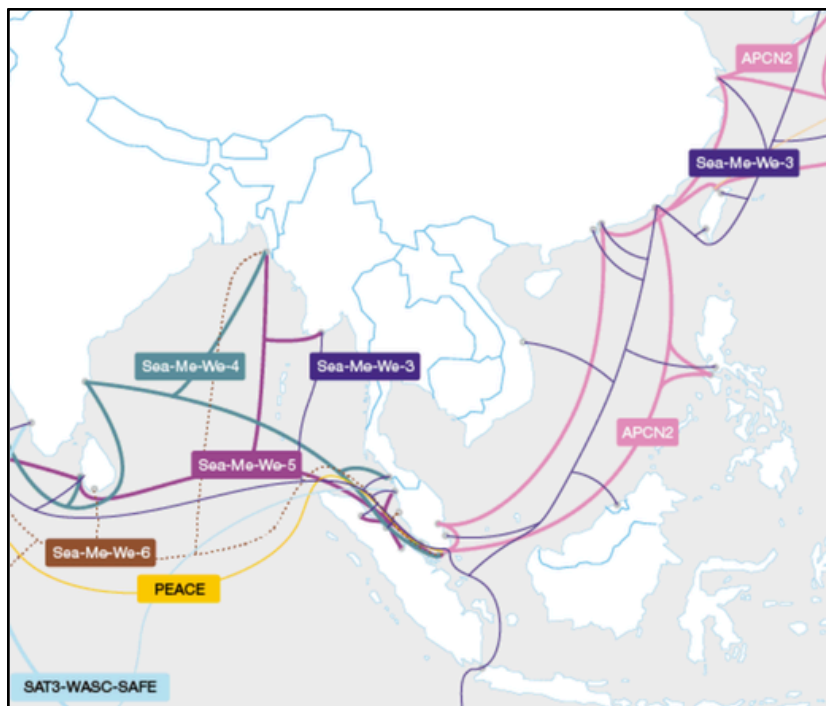 APCN2
Sea-Me-We-3
Sea-Me-We-4
Sea-Me-We-3
APCN2
Sea-Me-We-5
Sea-Me-We-6
PEACE
SAT3-WASC-SAFE